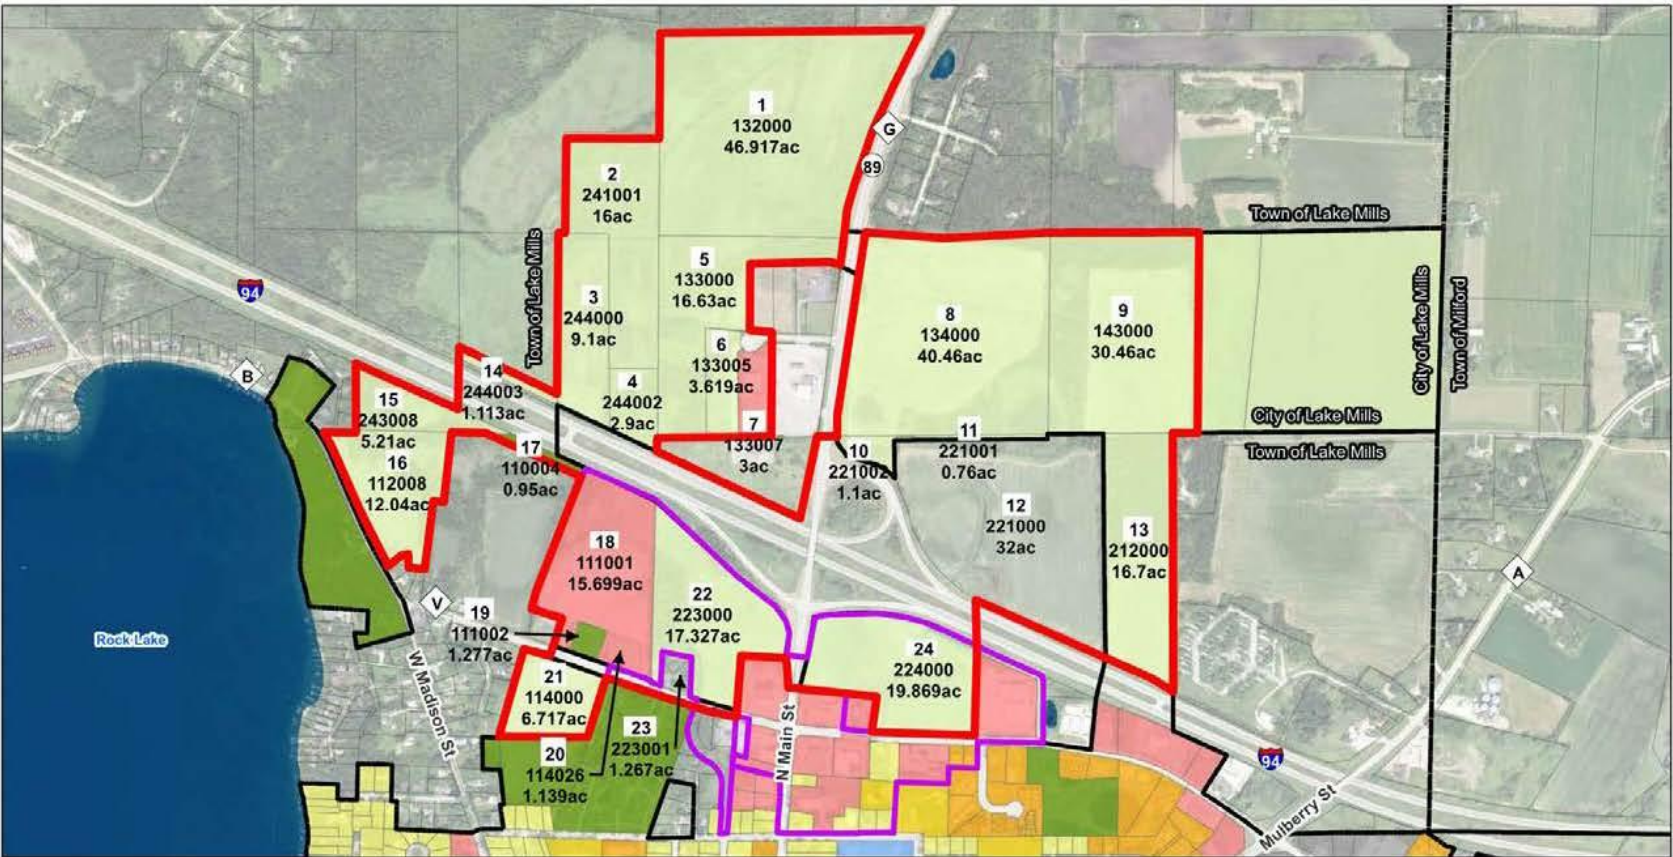 1
132000
46.917ac
G
89
2
241001
16ac
Town of Lake Mills
Town of Lake Mills
94
3
244000
9.1ac
5
133000
16.63ac
8
134000
40.46ac
9
143000
30.46ac
City of Lake Mills
Town of Milford
6
133005
3.619ac
4
244002
2.9ac
7
133007
3ac
B
14
244003
1.113ac
15
243008
5.21ac
16
112008
12.04ac
17
110004
0.95ac
10
221002
1.1ac
11
221001
0.76ac
City of Lake Mills
Town of Lake Mills
12
221000
32ac
13
212000
16.7ac
A
18
111001
15.699ac
V
19
111002
1.277ac
22
223000
17.327ac
24
224000
19.869ac
Rock Lake
W Madison St
21
114000
6.717ac
23
223001
1.267ac
20
114026
1.139ac
N Main St
94
Mulberry St